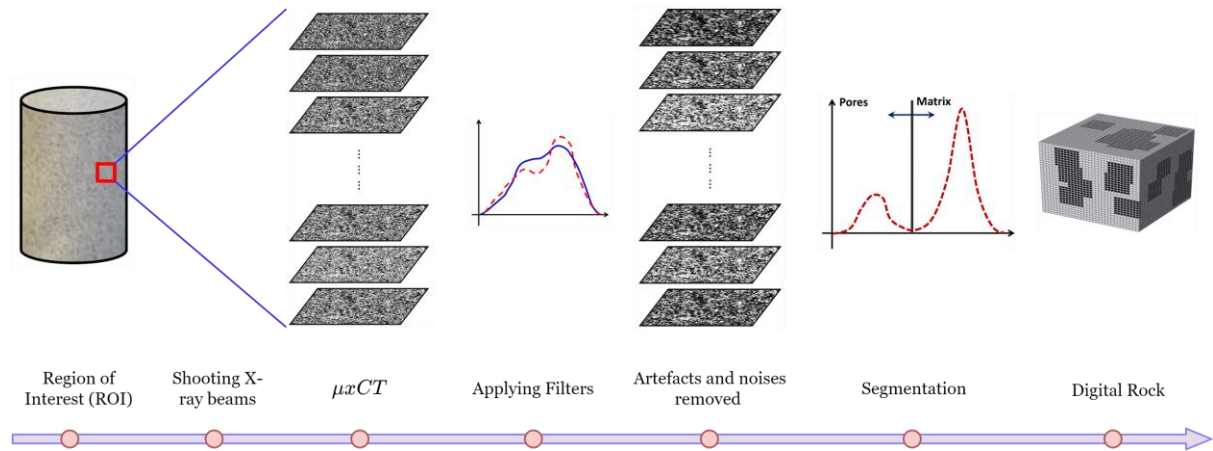 Pores
Matrix
Region of
Interest (ROI)
Shooting X-
ray beams
μxCT
Applying Filters
Artefacts and noises
removed
Segmentation
Digital Rock